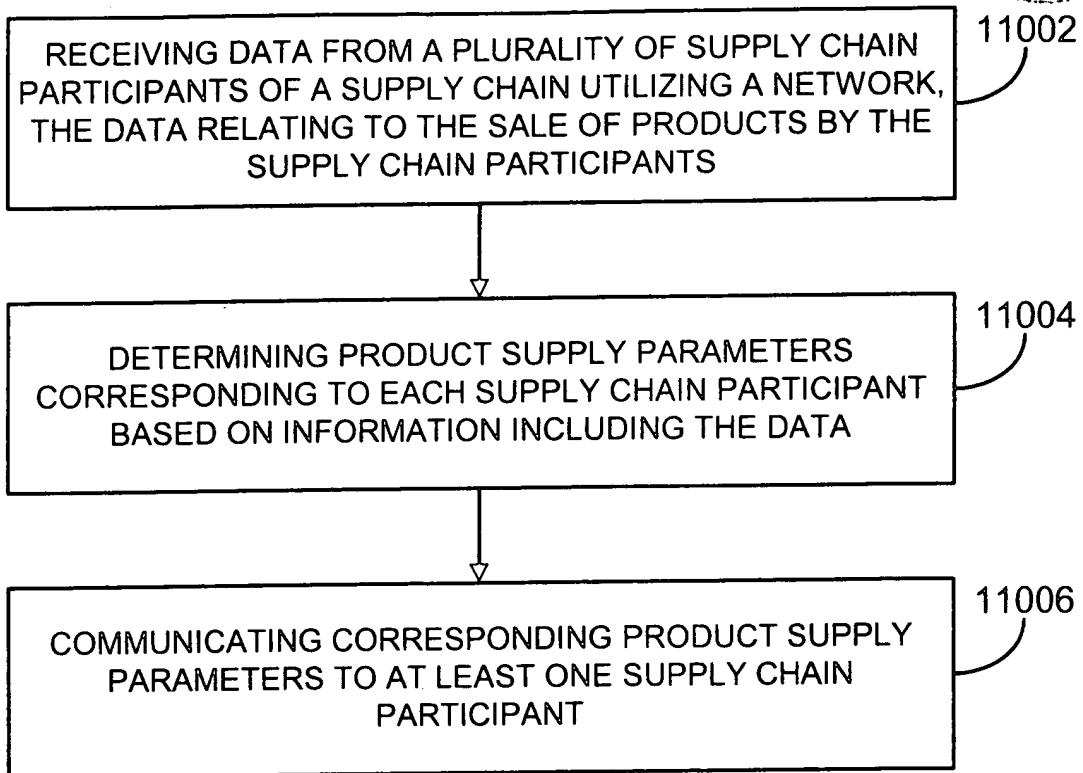 RECEIVING DATA FROM A PLURALITY OF SUPPLY CHAIN
PARTICIPANTS OF A SUPPLY CHAIN UTILIZING A NETWORK,
THE DATA RELATING TO THE SALE OF PRODUCTS BY THE
SUPPLY CHAIN PARTICIPANTS
11002
DETERMINING PRODUCT SUPPLY PARAMETERS
CORRESPONDING TO EACH SUPPLY CHAIN PARTICIPANT
BASED ON INFORMATION INCLUDING THE DATA
11004
COMMUNICATING CORRESPONDING PRODUCT SUPPLY
PARAMETERS TO AT LEAST ONE SUPPLY CHAIN
PARTICIPANT
11006